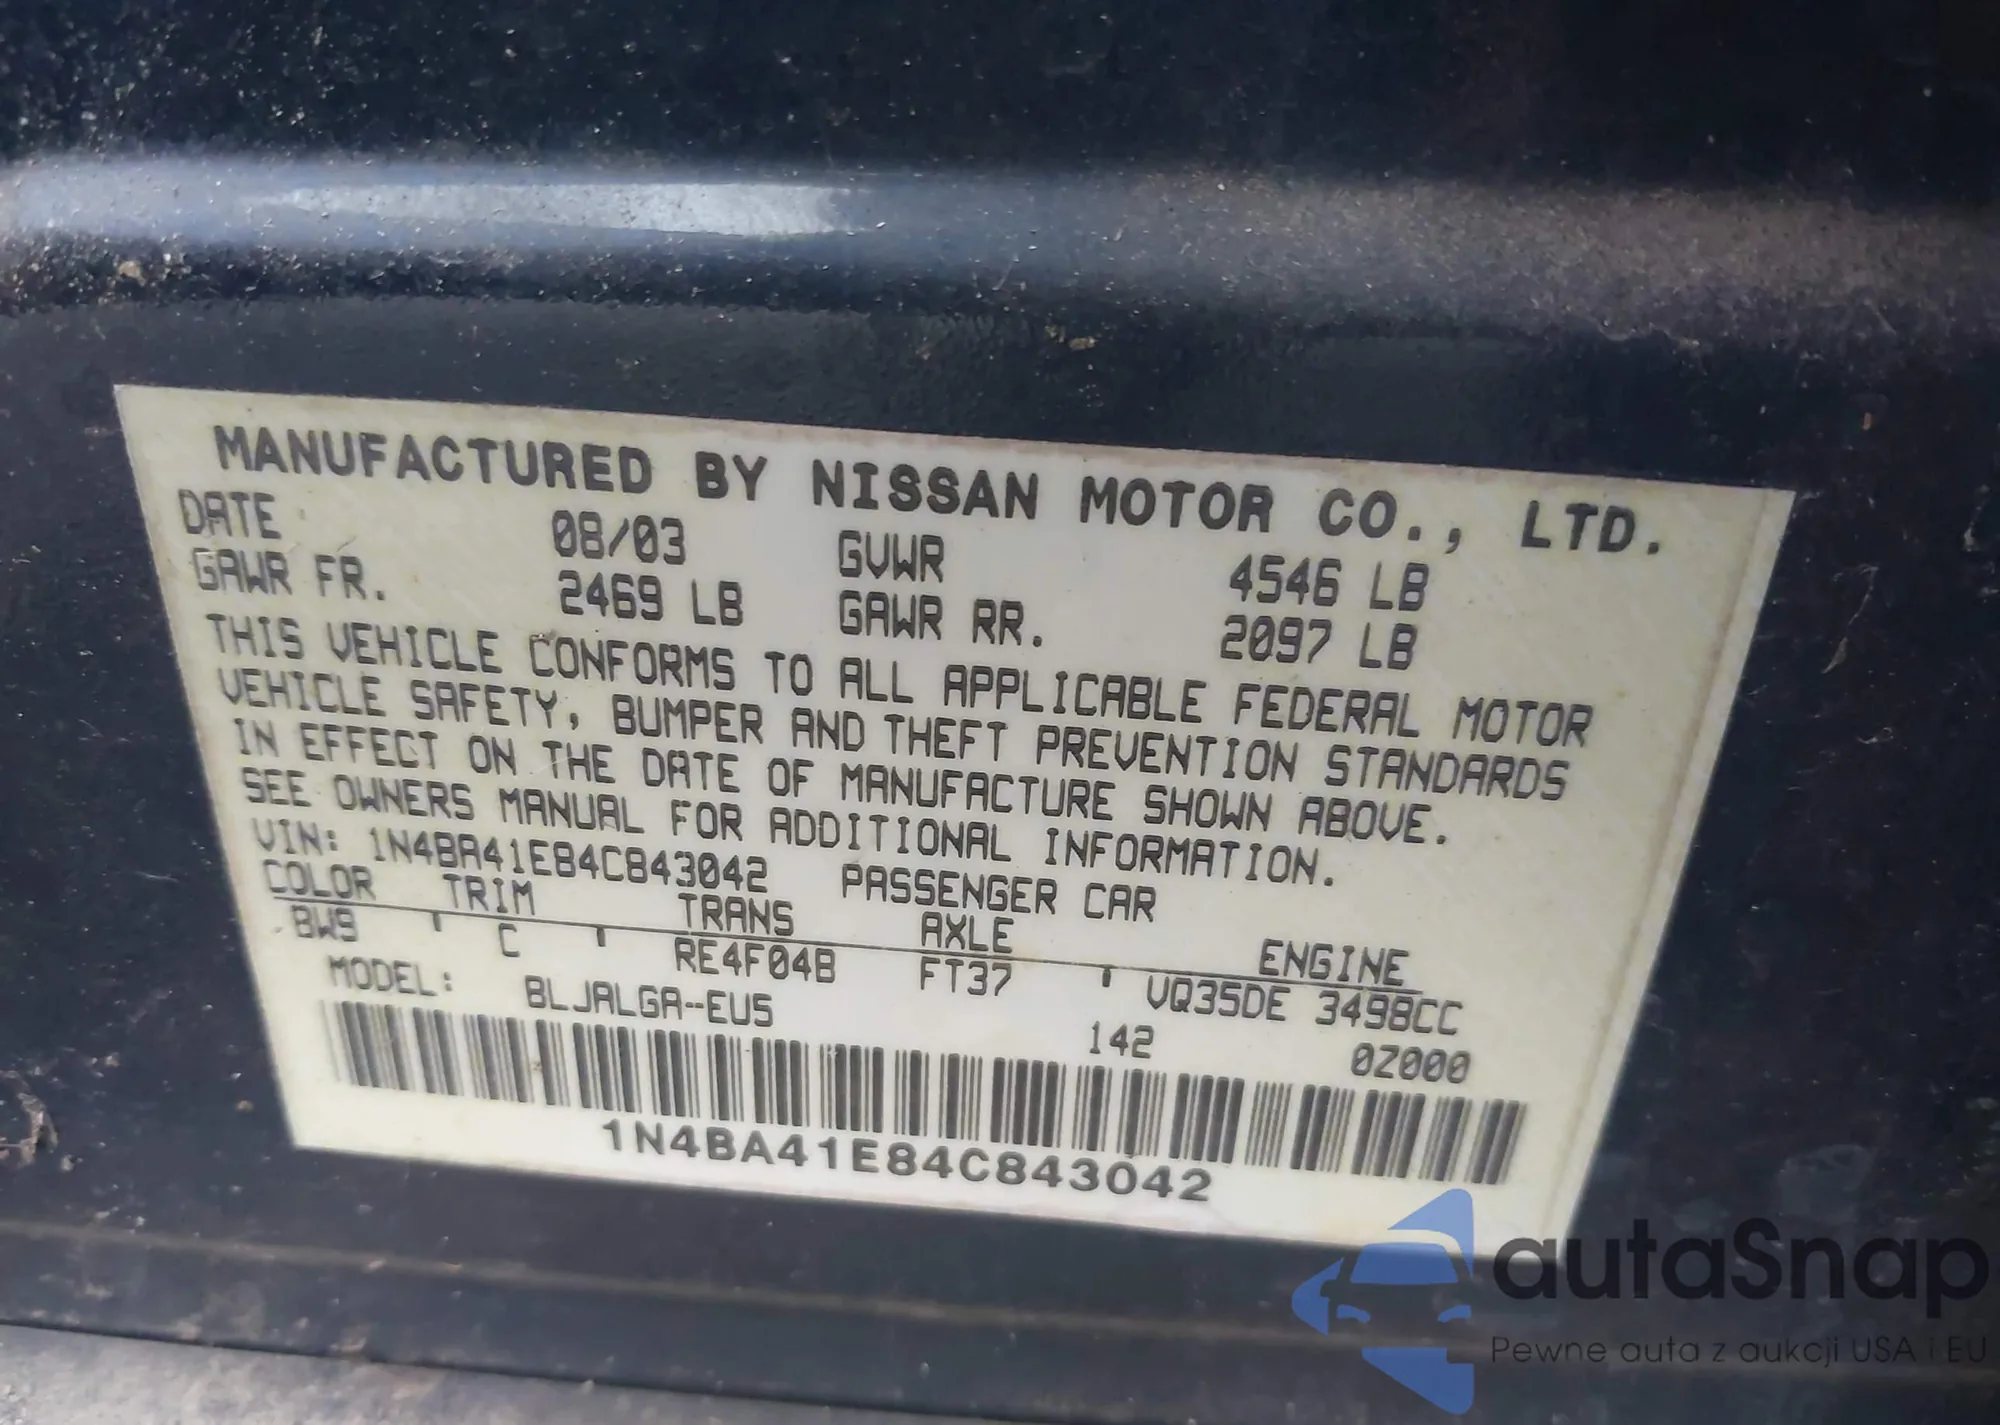 MANUFACTURED BY NISSAN MOTOR CO., LTD.
DATE 08/03 GVWR 4546 LB
GAWR FR. 2469 LB GAWR RR. 2097 LB
THIS VEHICLE CONFORMS TO ALL APPLICABLE FEDERAL MOTOR
VEHICLE SAFETY, BUMPER AND THEFT PREVENTION STANDARDS
IN EFFECT ON THE DATE OF MANUFACTURE SHOWN ABOVE.
SEE OWNERS MANUAL FOR ADDITIONAL INFORMATION.
VIN: 1N4BA41E84C843042 PASSENGER CAR
COLOR TRIM TRANS AXLE ENGINE
BW9 C RE4F04B FT37 VQ35DE 3498CC
MODEL: BLJALGA-EUS 142 0Z000
1N4BA41E84C843042
autaSnap
Pewne auta z aukcji USA i EU